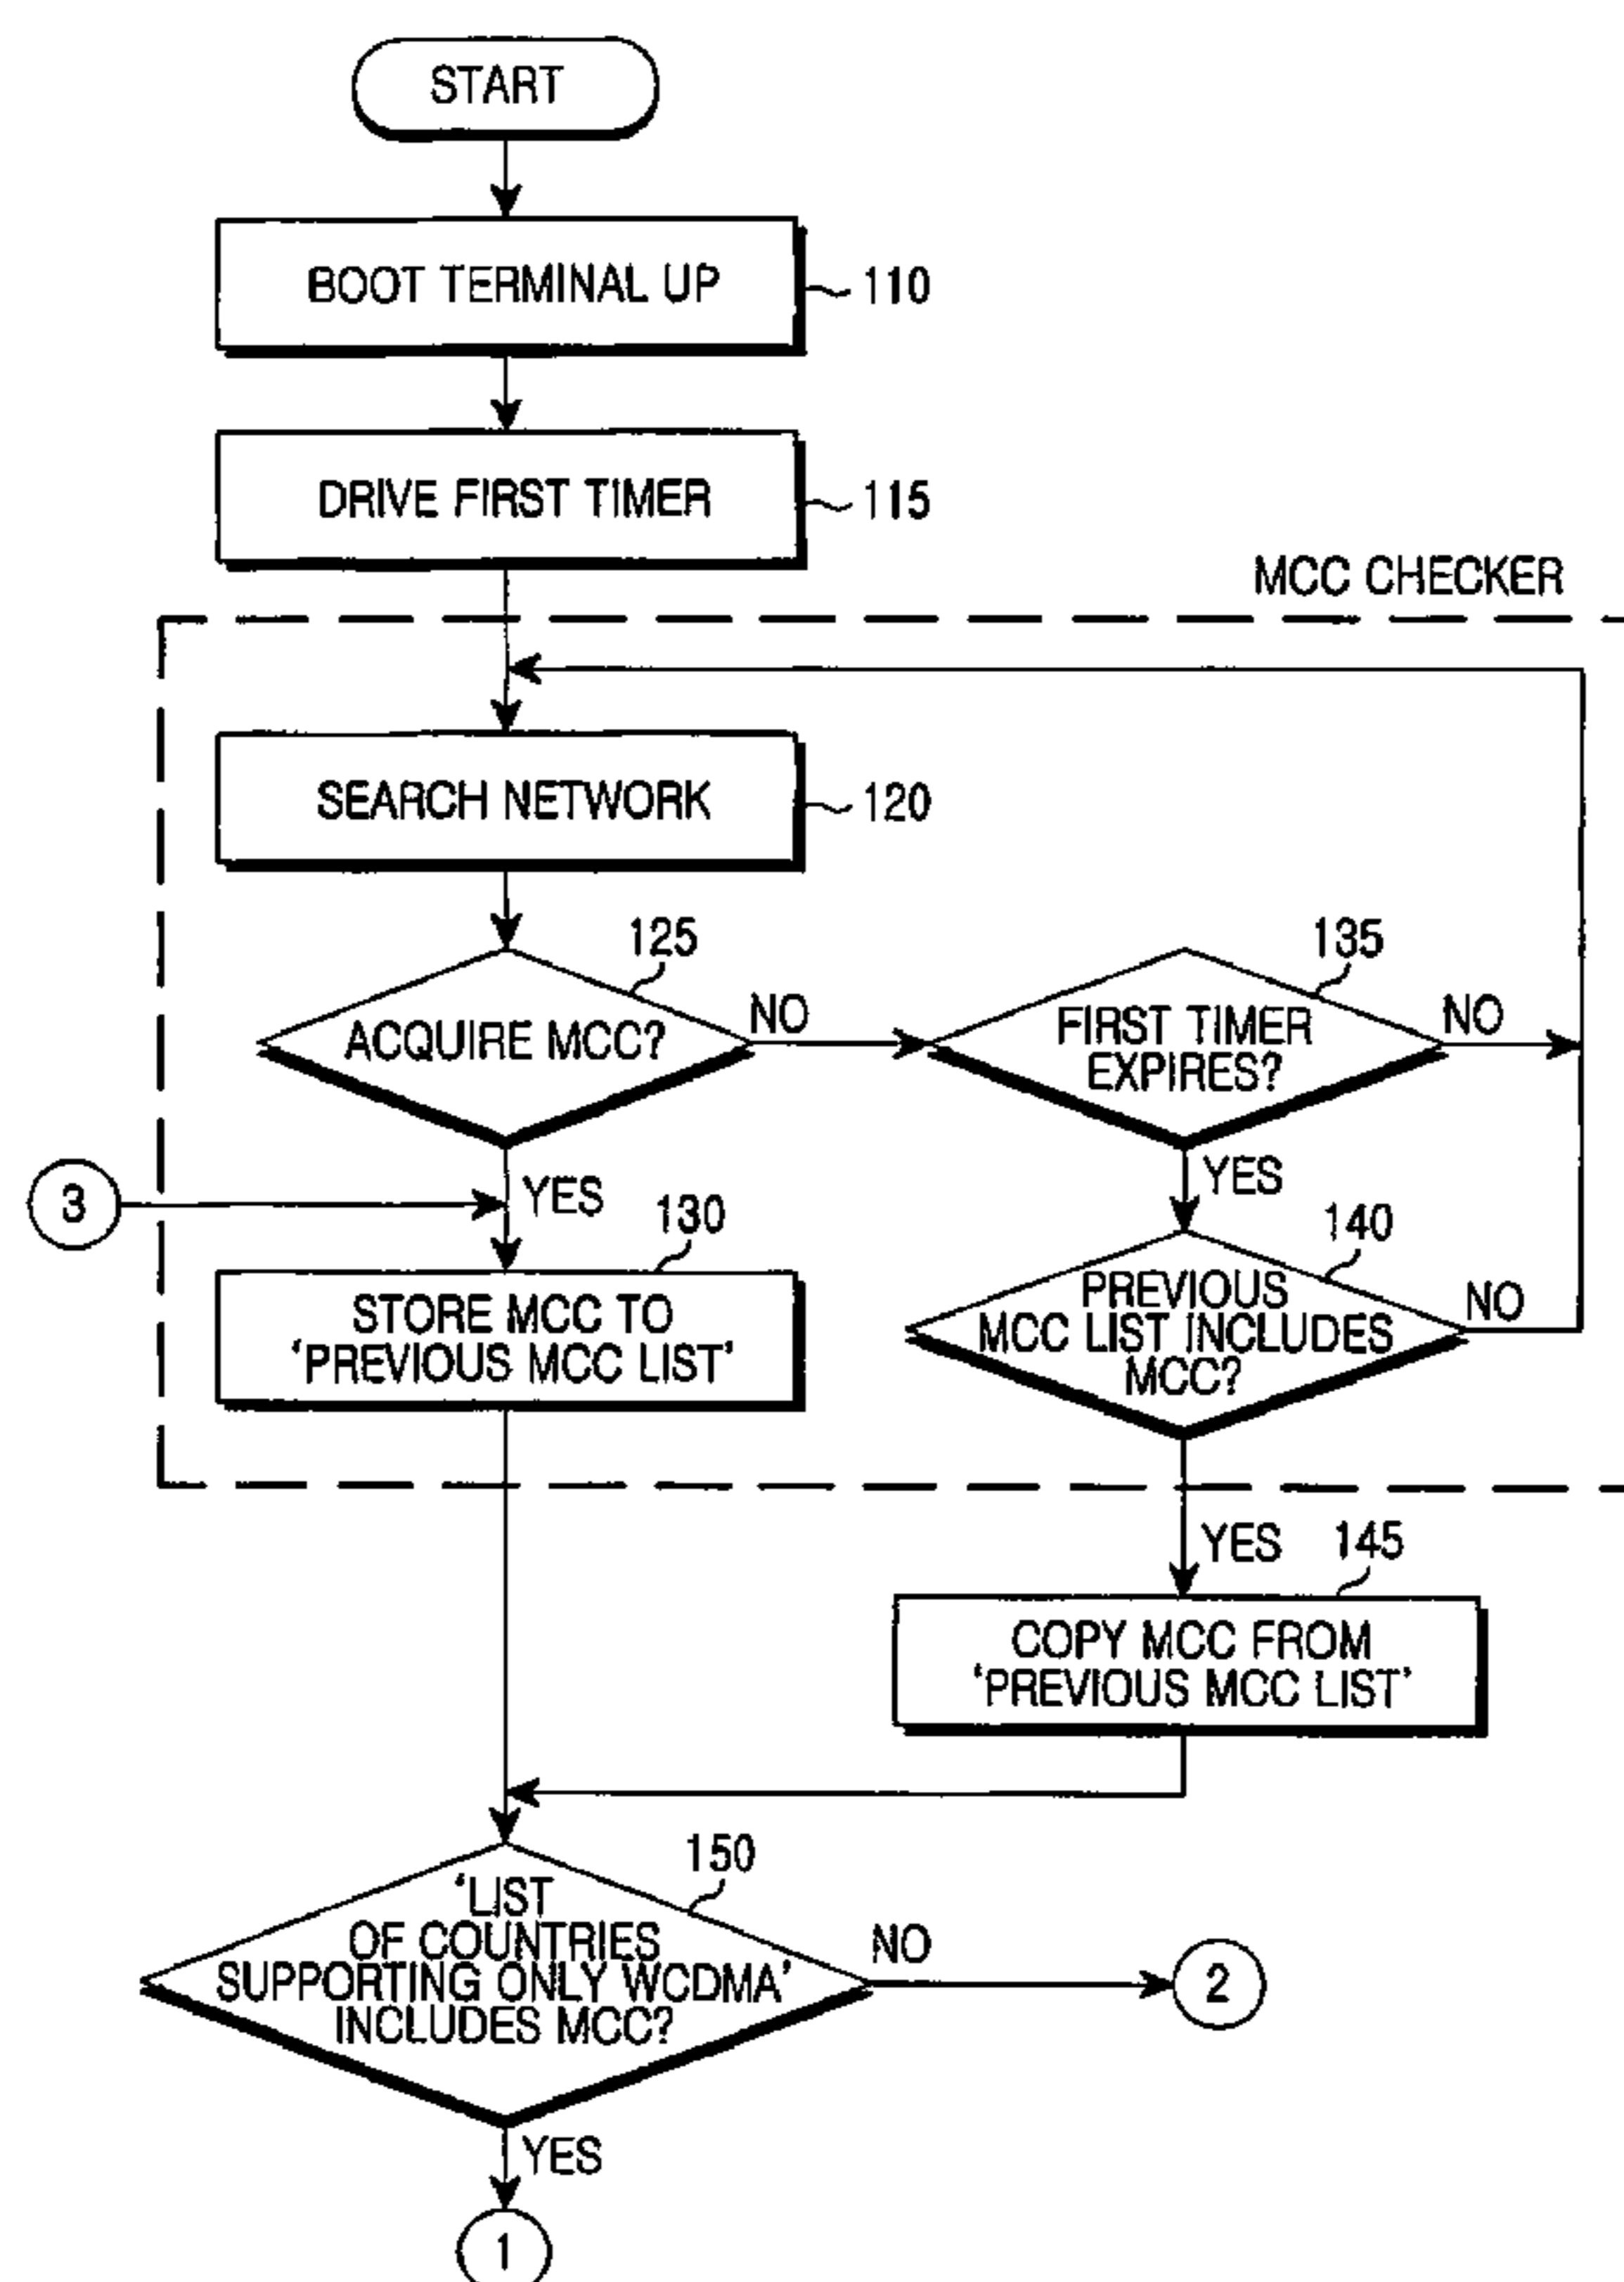 START
BOOT TERMINAL UP
110
DRIVE FIRST TIMER
115
MCC CHECKER
SEARCH NETWORK
120
125
ACQUIRE MCC?
NO
135
FIRST TIMER
EXPIRES?
NO
YES
3
YES
130
STORE MCC TO
'PREVIOUS MCC LIST'
140
PREVIOUS
MCC LIST INCLUDES
MCC?
NO
YES
145
COPY MCC FROM
'PREVIOUS MCC LIST'
150
'LIST
OF COUNTRIES
SUPPORTING ONLY WCDMA'
INCLUDES MCC?
NO
2
YES
1